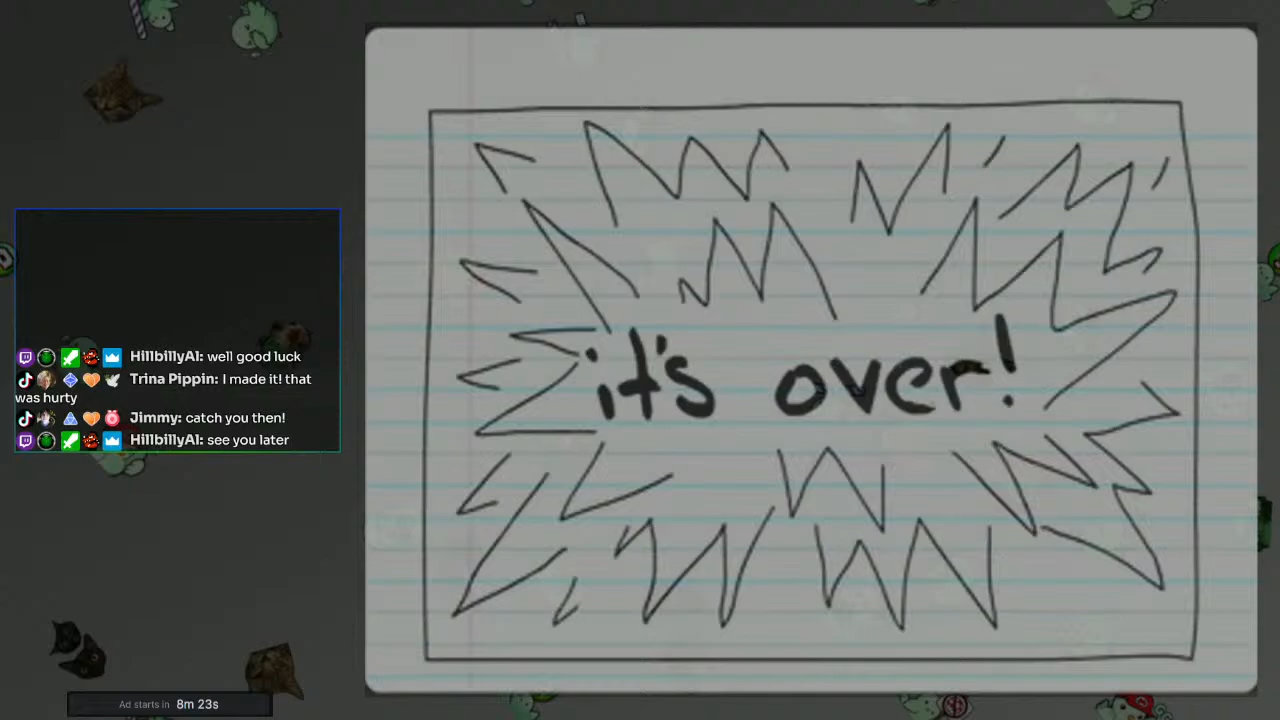 it's over!
HillbillyAl: well good luck
Trina Pippin: I made it! that
was hurty
Jimmy: catch you then!
HillbillyAl: see you later
Ad starts in 8m 23s